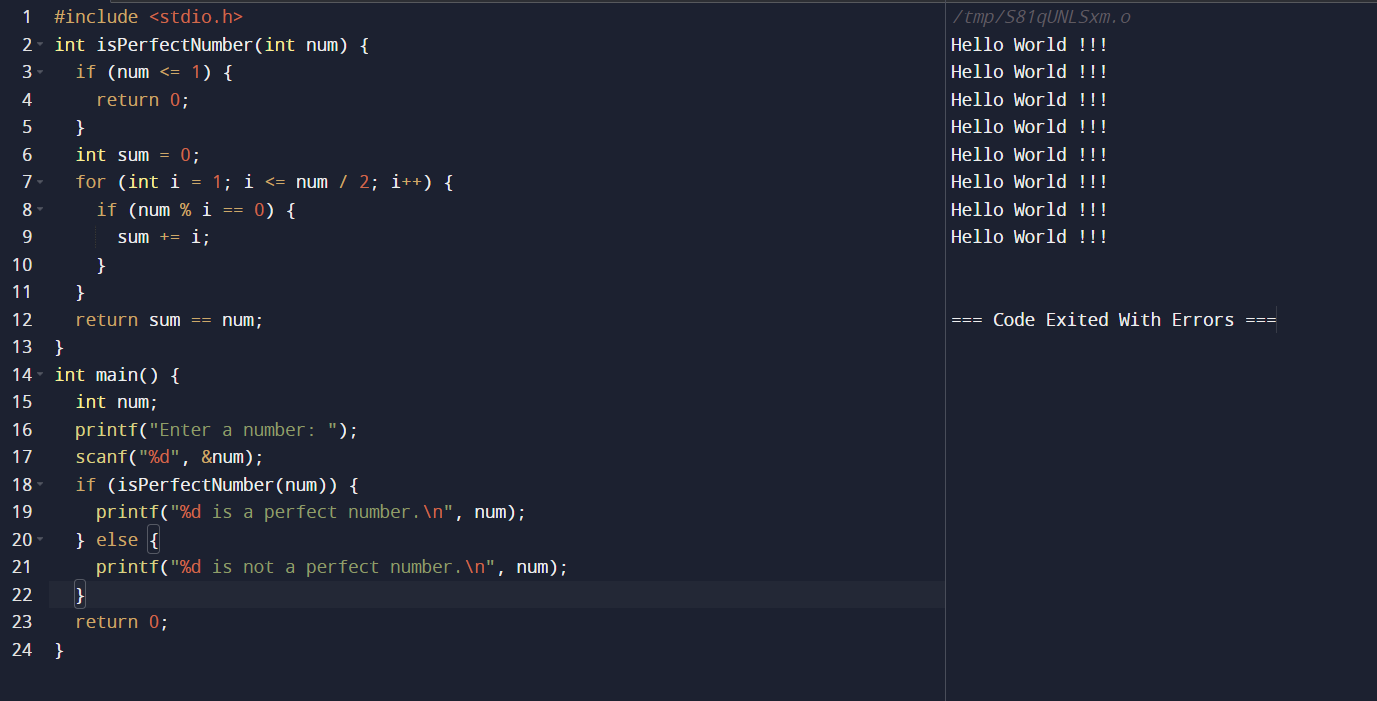 1 #include <stdio.h>
2 int isPerfectNumber(int num) {
3   if (num <= 1) {
4     return 0;
5   }
6   int sum = 0;
7   for (int i = 1; i <= num / 2; i++) {
8     if (num % i == 0) {
9       sum += i;
10     }
11   }
12   return sum == num;
13 }
14 int main() {
15   int num;
16   printf("Enter a number: ");
17   scanf("%d", &num);
18   if (isPerfectNumber(num)) {
19     printf("%d is a perfect number.\n", num);
20   } else {
21     printf("%d is not a perfect number.\n", num);
22   }
23   return 0;
24 }
/tmp/S81qUNLSxm.o
Hello World !!!
Hello World !!!
Hello World !!!
Hello World !!!
Hello World !!!
Hello World !!!
Hello World !!!
Hello World !!!
=== Code Exited With Errors ===